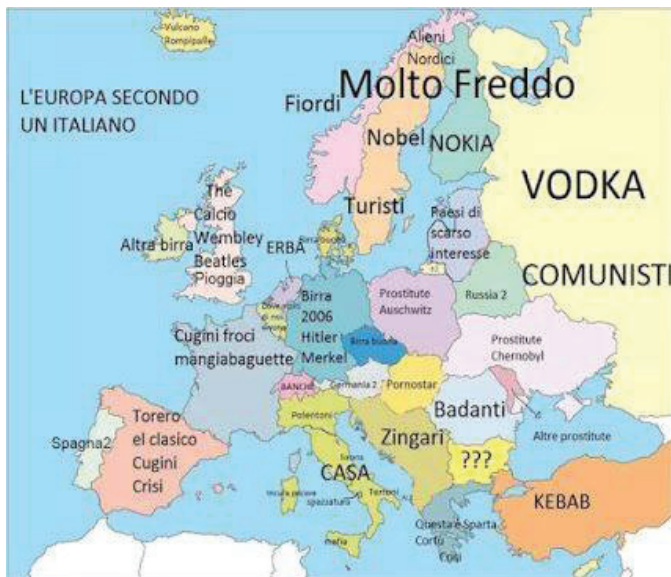 Vulcano
Rompipalle
L'EUROPA SECONDO
UN ITALIANO
Alieni
Nordici
Molto Freddo
Fiordi
Nobel
NOKIA
Turisti
VODKA
COMUNISTI
The
Calcio
Wembley
Beatles
Pioggia
Altra birra
ERBA
Paesi di
scarso
interesse
Russia 2
Birra
2006
Hitler
Merkel
Prostitute
Auschwitz
Birra buona
Prostitute
Chernobyl
Cugini froci
mangiabaguette
BANCHE
Germania 2
Pornostar
Badanti
Altre prostitute
Polentoni
Zingari
???
Spagna2
Torero
el clasico
Cugini
Crisi
CASA
Terroni
spazzatura
mafia
KEBAB
Questa è Sparta
Corfù
Crisi